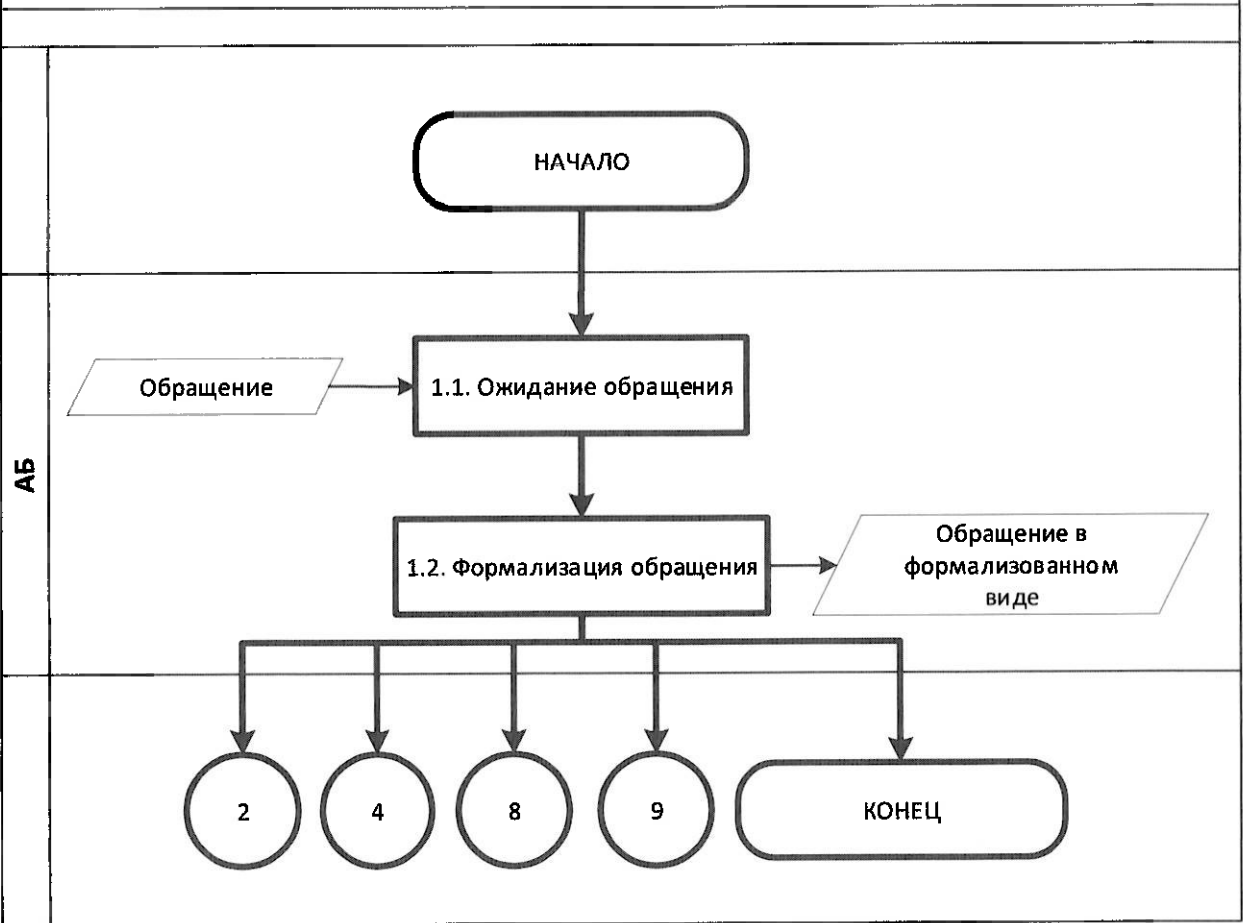 НАЧАЛО
Обращение
1.1. Ожидание обращения
АБ
1.2. Формализация обращения
Обращение в
формализованном
виде
2
4
8
9
КОНЕЦ